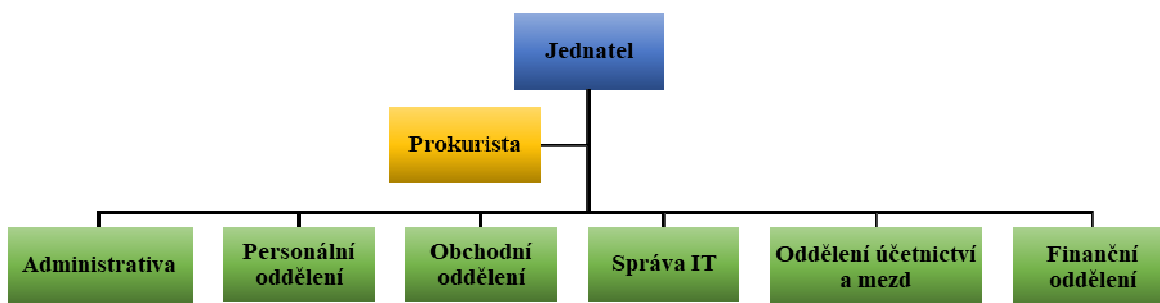 Jednatel
Prokurista
Administrativa
Personální
oddělení
Obchodní
oddělení
Správa IT
Oddělení účetnictví
a mezd
Finanční
oddělení